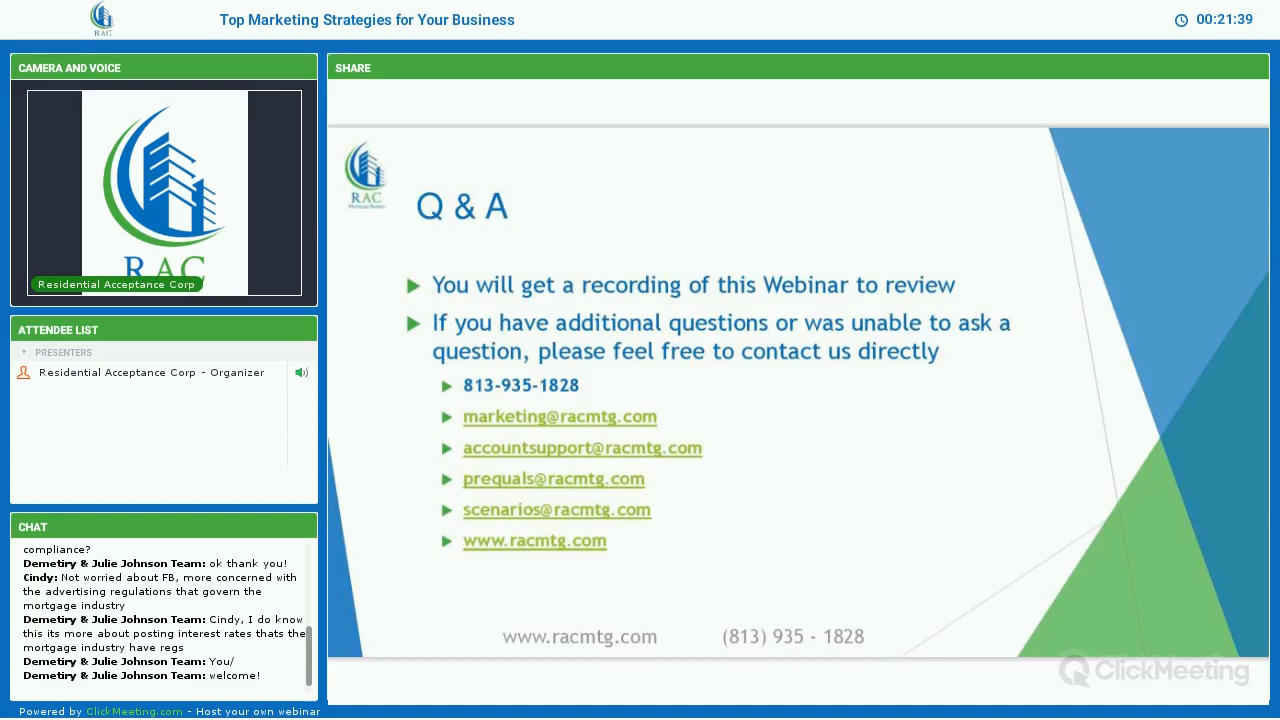 RAC
Top Marketing Strategies for Your Business
00:21:39
CAMERA AND VOICE
RAC
Residential Acceptance Corp
ATTENDEE LIST
PRESENTERS
Residential Acceptance Corp - Organizer
CHAT
compliance?
Demetiry & Julie Johnson Team: ok thank you!
Cindy: Not worried about FB, more concerned with
the advertising regulations that govern the
mortgage industry
Demetiry & Julie Johnson Team: Cindy, I do know
this its more about posting interest rates thats the
mortgage industry have regs
Demetiry & Julie Johnson Team: You/
Demetiry & Julie Johnson Team: welcome!
Powered by ClickMeeting.com - Host your own webinar
SHARE
RAC
Q & A
You will get a recording of this Webinar to review
If you have additional questions or was unable to ask a
question, please feel free to contact us directly
813-935-1828
marketing@racmtg.com
accountsupport@racmtg.com
prequals@racmtg.com
scenarios@racmtg.com
www.racmtg.com
www.racmtg.com (813) 935 - 1828
ClickMeeting